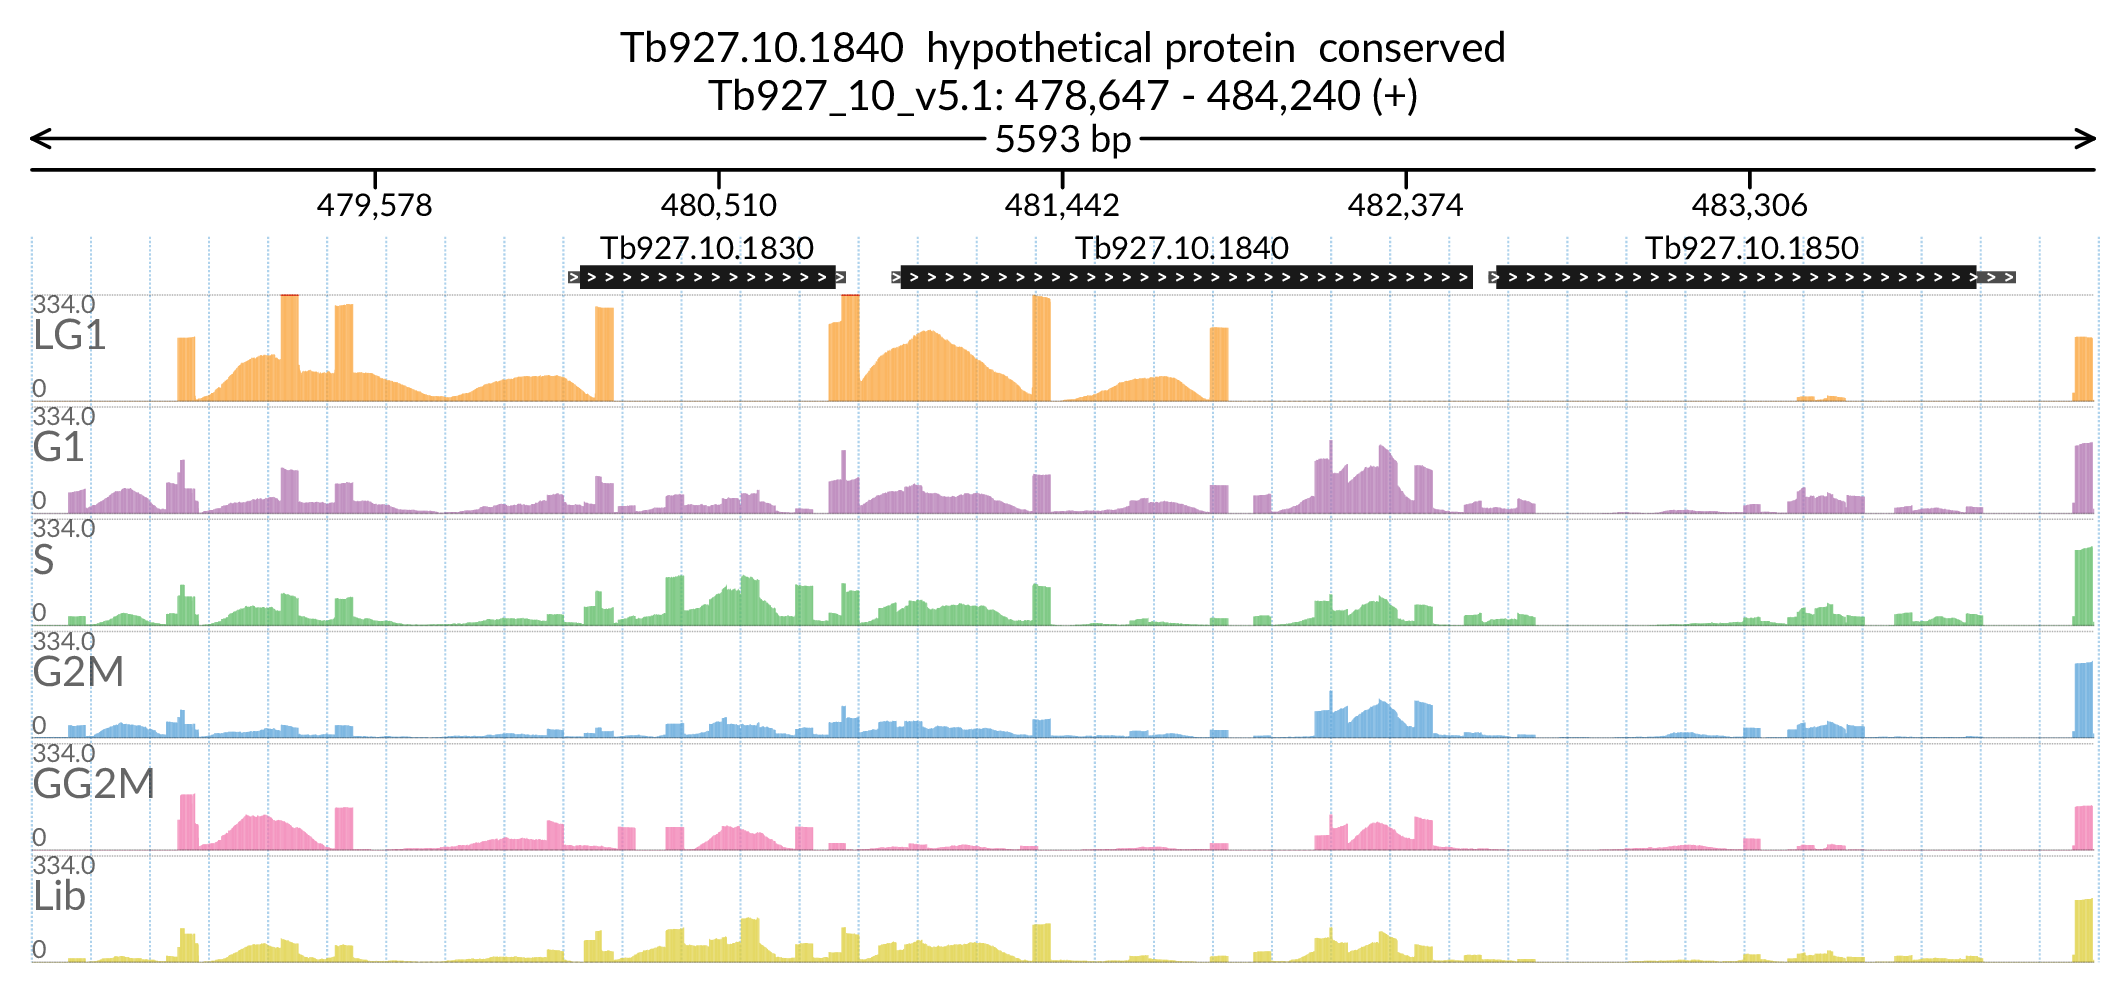 Tb927.10.1840 hypothetical protein conserved
Tb927_10_v5.1: 478,647 - 484,240 (+)
5593 bp
479,578 480,510 481,442 482,374 483,306
Tb927.10.1830 Tb927.10.1840 Tb927.10.1850
334.0
LG1
0
334.0
G1
0
334.0
S
0
334.0
G2M
0
334.0
GG2M
0
334.0
Lib
0